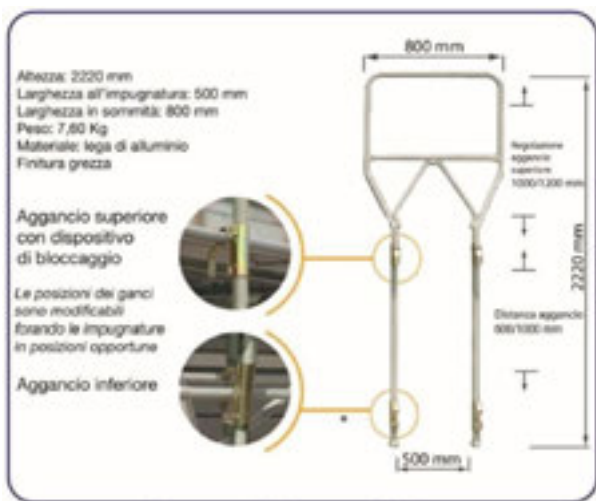 800 mm
Altezza: 2220 mm
Larghezza all'impugnatura: 500 mm
Larghezza in sommità: 800 mm
Peso: 7,60 Kg
Materiale: lega di alluminio
Finitura grezza
Regolazione
aggancio
superiore
1000/1200 mm
Aggancio superiore
con dispositivo
di bloccaggio
2220 mm
Le posizioni dei ganci
sono modificabili
forando le impugnature
in posizioni opportune
Distanza aggancio
600/1000 mm
Aggancio inferiore
500 mm